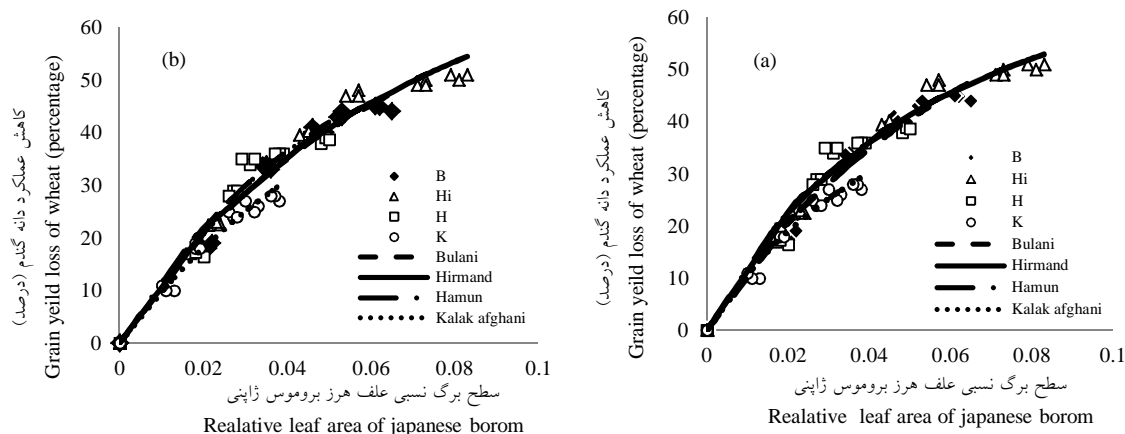 60
50
40
30
20
10
0
(b)
B
Hi
H
K
Bulani
Hirmand
Hamun
Kalak afghani
0 0.02 0.04 0.06 0.08 0.1
کاهش عملکرد دانه گندم (درصد)
Grain yeild loss of wheat (percentage)
سطح برگ نسبی علف هرز بروموس ژاپنی
Realative leaf area of japanese borom
60
50
40
30
20
10
0
(a)
B
Hi
H
K
Bulani
Hirmand
Hamun
Kalak afghani
0 0.02 0.04 0.06 0.08 0.1
کاهش عملکرد دانه گندم (درصد)
Grain yeild loss of wheat (percentage)
سطح برگ نسبی علف هرز بروموس ژاپنی
Realative leaf area of japanese borom